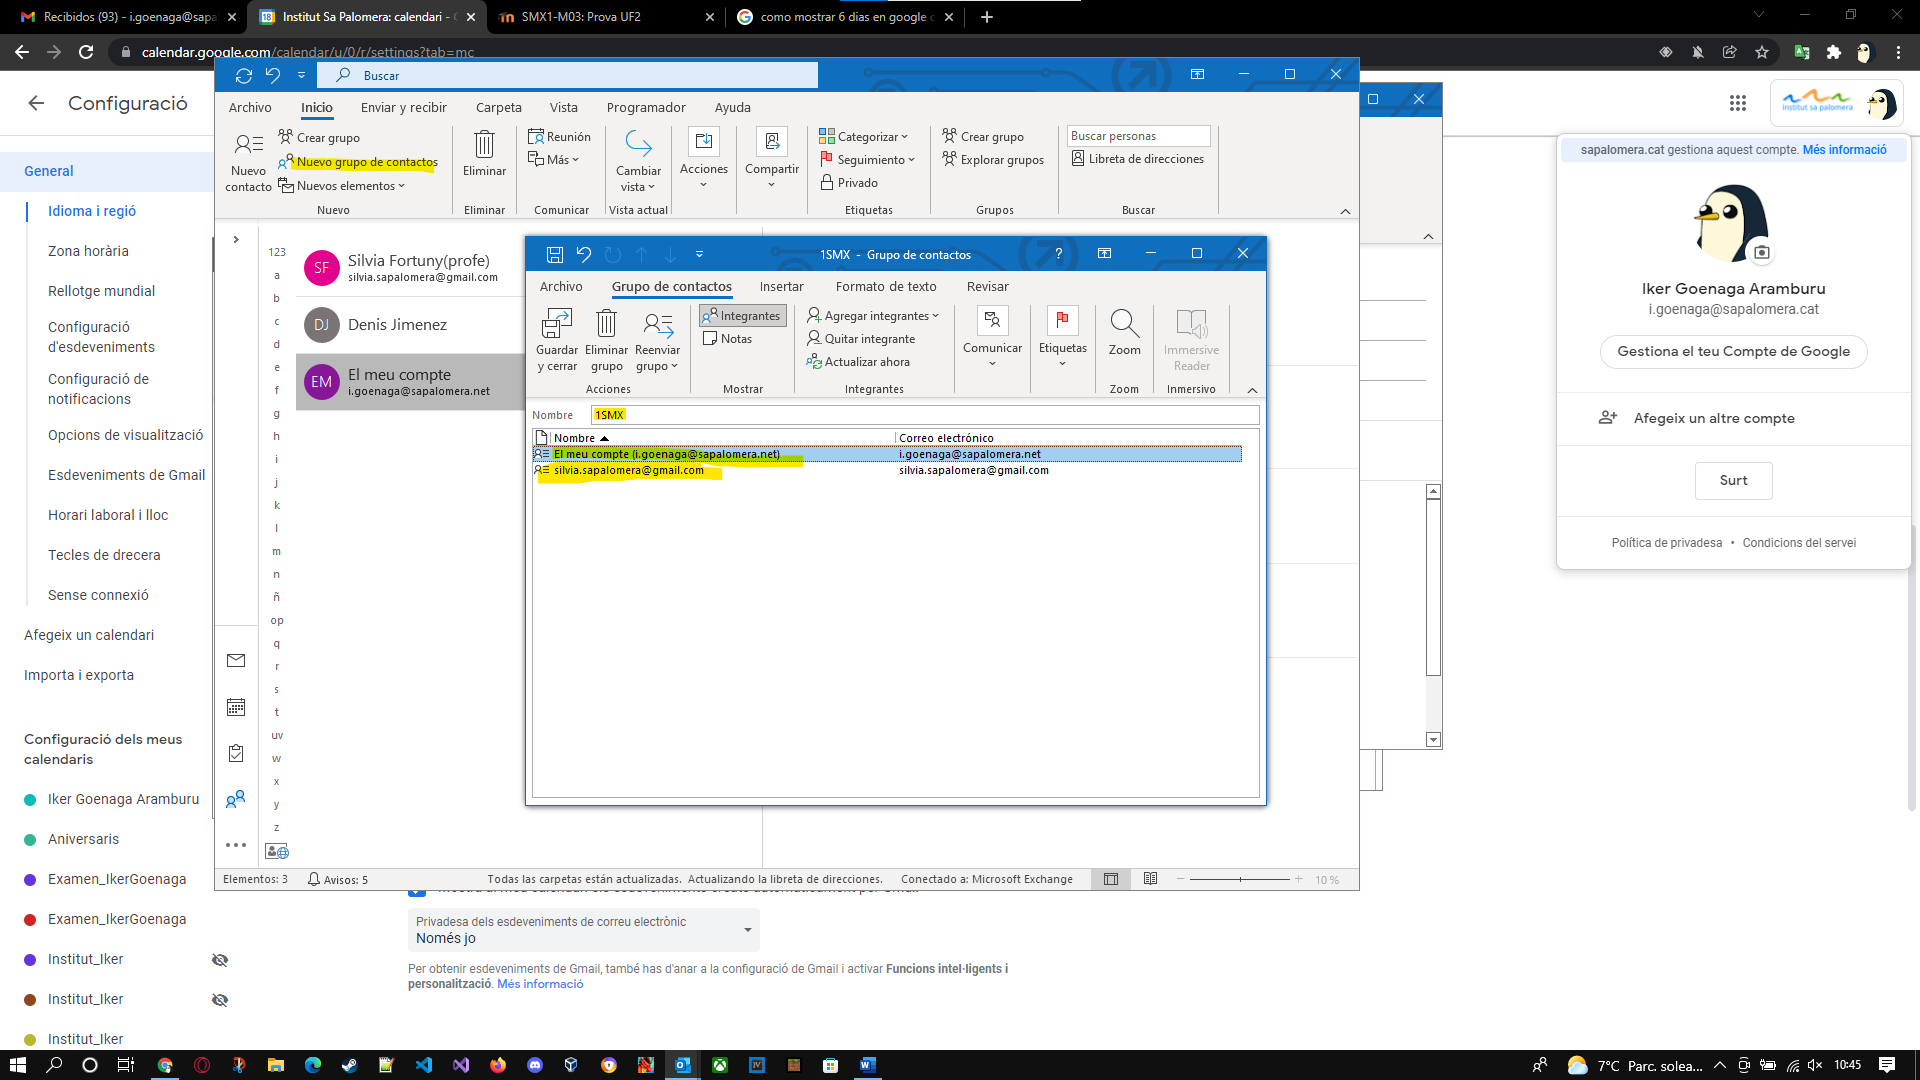 Recibidos (93) - i.goenaga@sapa
Institut Sa Palomera: calendari - C
SMX1-M03: Prova UF2
como mostrar 6 dias en google c
calendar.google.com/calendar/u/0/r/settings?tab=mc
Configuració
General
Idioma i regió
Zona horària
Rellotge mundial
Configuració
d'esdeveniments
Configuració de
notificacions
Opcions de visualització
Esdeveniments de Gmail
Horari laboral i lloc
Tecles de drecera
Sense connexió
Afegeix un calendari
Importa i exporta
Configuració dels meus
calendaris
Iker Goenaga Aramburu
Aniversaris
Examen_IkerGoenaga
Examen_IkerGoenaga
Institut_Iker
Institut_Iker
Institut_Iker
Buscar
Archivo Inicio Enviar y recibir Carpeta Vista Programador Ayuda
Nuevo
contacto
Crear grupo
Nuevo grupo de contactos
Nuevos elementos
Nuevo
Eliminar
Eliminar
Reunión
Más
Comunicar
Cambiar
vista
Vista actual
Acciones
Compartir
Categorizar
Seguimiento
Privado
Etiquetas
Crear grupo
Explorar grupos
Grupos
Buscar personas
Libreta de direcciones
Buscar
123
a
b
c
d
e
f
g
h
i
j
k
l
m
n
ñ
op
q
r
s
t
uv
w
x
y
z
SF
Silvia Fortuny(profe)
silvia.sapalomera@gmail.com
DJ
Denis Jimenez
EM
El meu compte
i.goenaga@sapalomera.net
1SMX - Grupo de contactos
?
Archivo Grupo de contactos Insertar Formato de texto Revisar
Guardar
y cerrar
Eliminar
grupo
Reenviar
grupo
Acciones
Integrantes
Notas
Mostrar
Agregar integrantes
Quitar integrante
Actualizar ahora
Integrantes
Comunicar
Etiquetas
Zoom
Zoom
Immersive
Reader
Inmersivo
Nombre 1SMX
Nombre Correo electrónico
El meu compte (i.goenaga@sapalomera.net) i.goenaga@sapalomera.net
silvia.sapalomera@gmail.com silvia.sapalomera@gmail.com
Elementos: 3 Avisos: 5 Todas las carpetas están actualizadas. Actualizando la libreta de direcciones. Conectado a: Microsoft Exchange 10 %
Privadesa dels esdeveniments de correu electrònic
Només jo
Per obtenir esdeveniments de Gmail, també has d'anar a la configuració de Gmail i activar Funcions intel·ligents i
personalització. Més informació
institut sa palomera
sapalomera.cat gestiona aquest compte. Més informació
Iker Goenaga Aramburu
i.goenaga@sapalomera.cat
Gestiona el teu Compte de Google
Afegeix un altre compte
Surt
Política de privadesa • Condicions del servei
7°C Parc. solea... 10:45